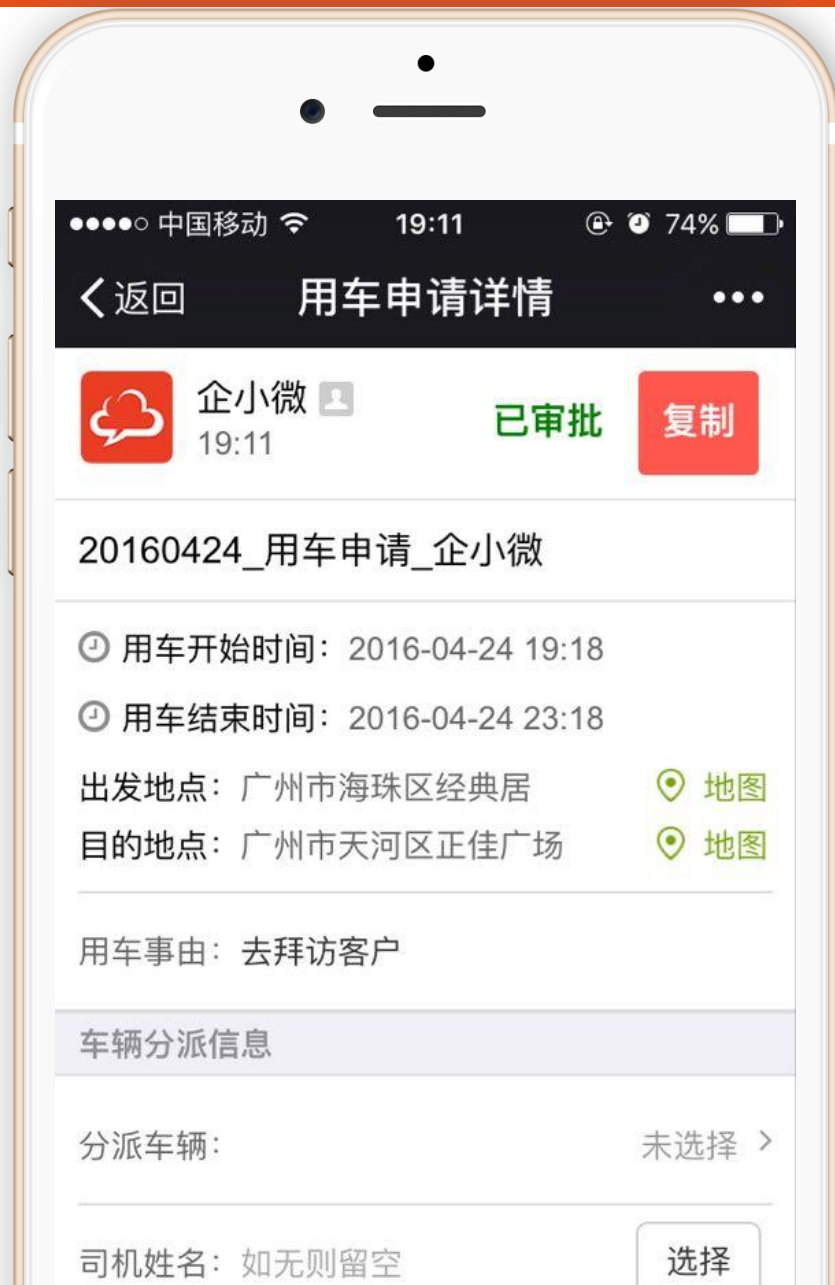 中国移动 19:11 74%
返回 用车申请详情
企小微 已审批 复制
19:11
20160424_用车申请_企小微
用车开始时间：2016-04-24 19:18
用车结束时间：2016-04-24 23:18
出发地点：广州市海珠区经典居 地图
目的地点：广州市天河区正佳广场 地图
用车事由：去拜访客户
车辆分派信息
分派车辆： 未选择
司机姓名：如无则留空 选择